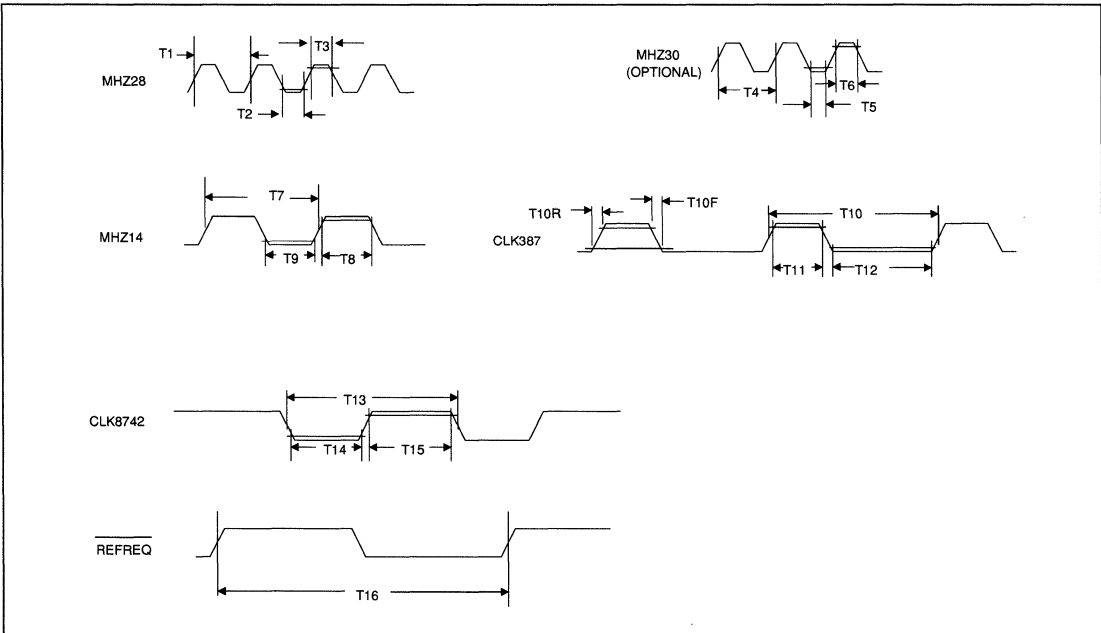 T1
T3
MHZ28
T2
MHZ30
(OPTIONAL)
T4
T6
T5
T7
MHZ14
T9
T8
T10R
T10F
T10
CLK387
T11
T12
T13
CLK8742
T14
T15
REFREQ
T16